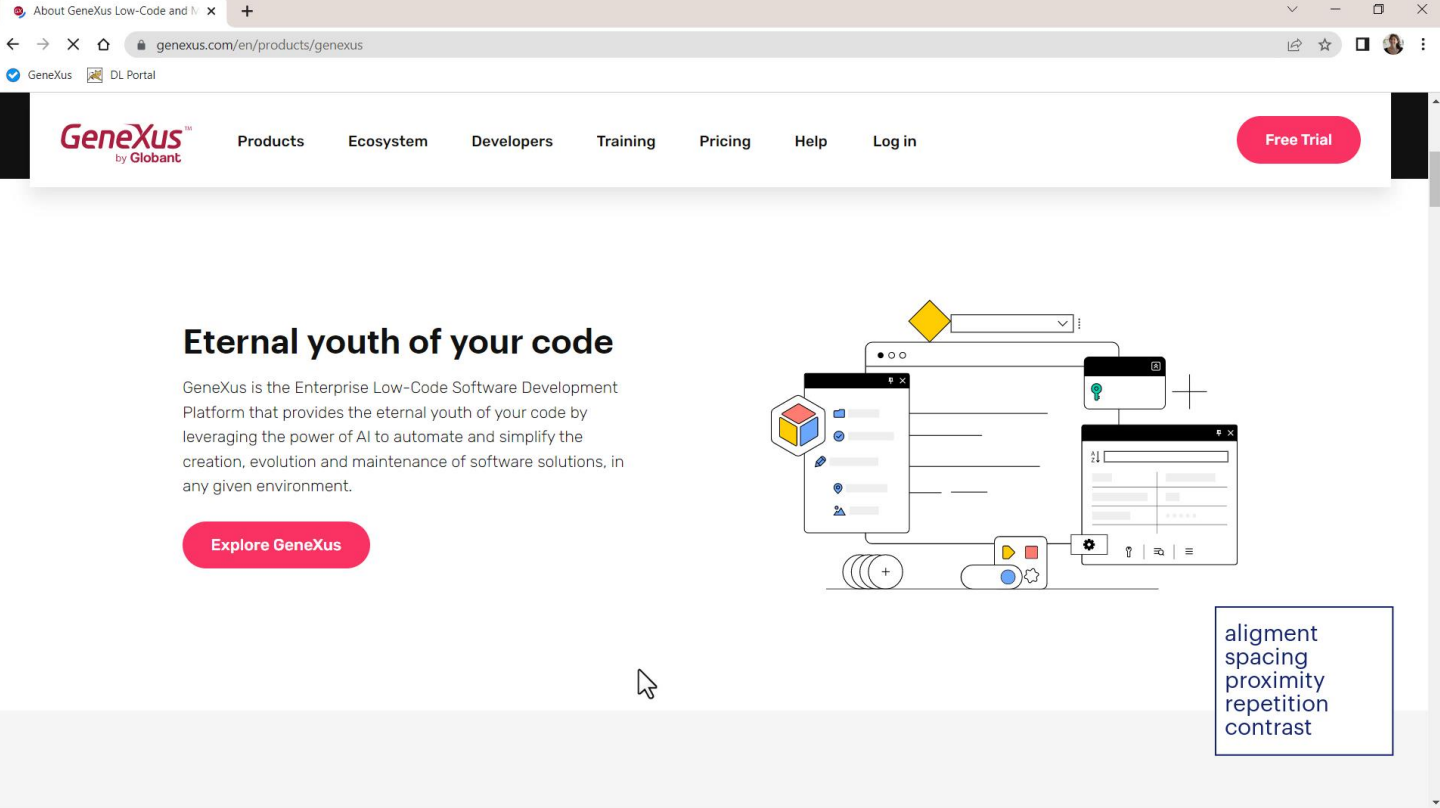 About GeneXus Low-Code and M
genexus.com/en/products/genexus
GeneXus
DL Portal
GeneXus™
by Globant
Products
Ecosystem
Developers
Training
Pricing
Help
Log in
Free Trial
Eternal youth of your code
GeneXus is the Enterprise Low-Code Software Development
Platform that provides the eternal youth of your code by
leveraging the power of AI to automate and simplify the
creation, evolution and maintenance of software solutions, in
any given environment.
Explore GeneXus
A
Z
aligment
spacing
proximity
repetition
contrast